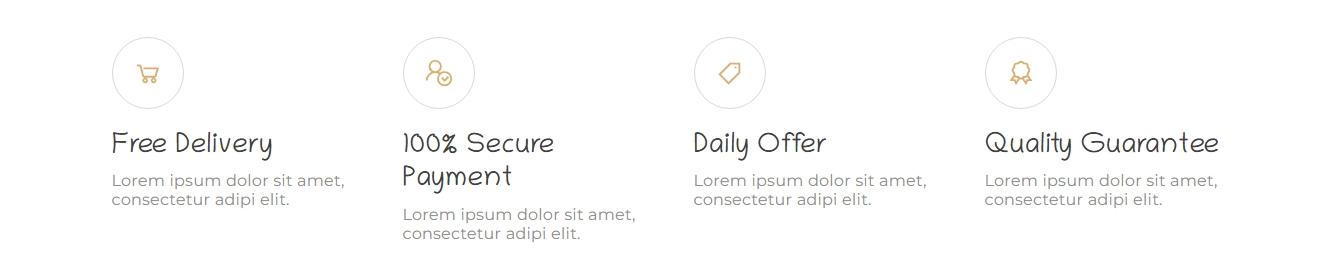 Free Delivery
Lorem ipsum dolor sit amet,
consectetur adipi elit.
100% Secure
Payment
Lorem ipsum dolor sit amet,
consectetur adipi elit.
Daily Offer
Lorem ipsum dolor sit amet,
consectetur adipi elit.
Quality Guarantee
Lorem ipsum dolor sit amet,
consectetur adipi elit.